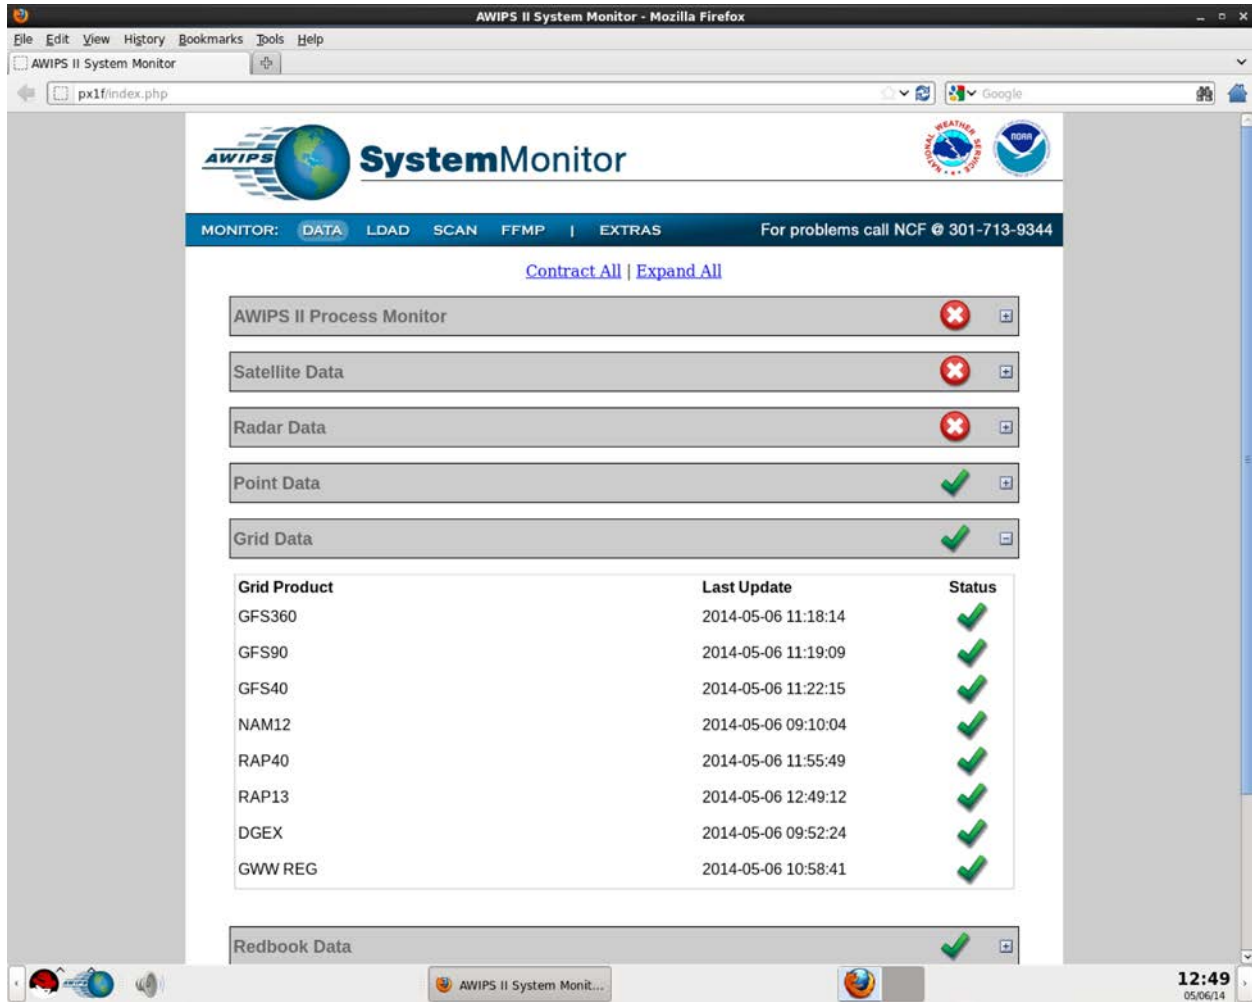 AWIPS II System Monitor - Mozilla Firefox
File Edit View History Bookmarks Tools Help
AWIPS II System Monitor
px1f/index.php
Google
AWIPS
SystemMonitor
NATIONAL WEATHER SERVICE
NOAA
MONITOR: DATA LDAD SCAN FFMP | EXTRAS For problems call NCF @ 301-713-9344
Contract All | Expand All
AWIPS II Process Monitor
Satellite Data
Radar Data
Point Data
Grid Data
Grid Product Last Update Status
GFS360 2014-05-06 11:18:14
GFS90 2014-05-06 11:19:09
GFS40 2014-05-06 11:22:15
NAM12 2014-05-06 09:10:04
RAP40 2014-05-06 11:55:49
RAP13 2014-05-06 12:49:12
DGEX 2014-05-06 09:52:24
GWW REG 2014-05-06 10:58:41
Redbook Data
AWIPS
AWIPS II System Monit...
12:49
05/06/14